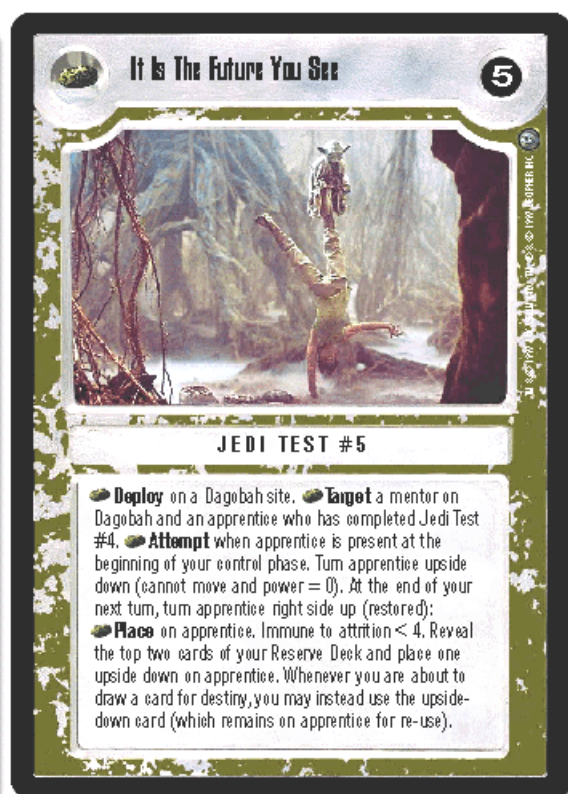 It Is The Future You See
5
JEDI TEST #5
Deploy on a Dagobah site. Target a mentor on
Dagobah and an apprentice who has completed Jedi Test
#4. Attempt when apprentice is present at the
beginning of your control phase. Turn apprentice upside
down (cannot move and power = 0). At the end of your
next turn, turn apprentice right side up (restored):
Place on apprentice. Immune to attrition < 4. Reveal
the top two cards of your Reserve Deck and place one
upside down on apprentice. Whenever you are about to
draw a card for destiny, you may instead use the upside-
down card (which remains on apprentice for re-use).